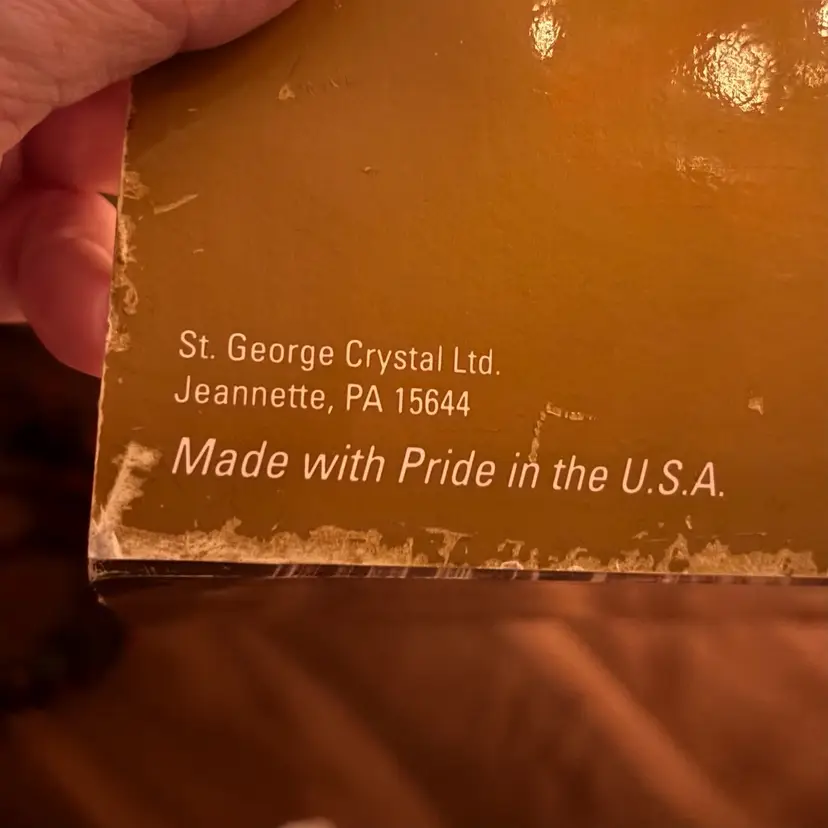 St. George Crystal Ltd.
Jeannette, PA 15644
Made with Pride in the U.S.A.